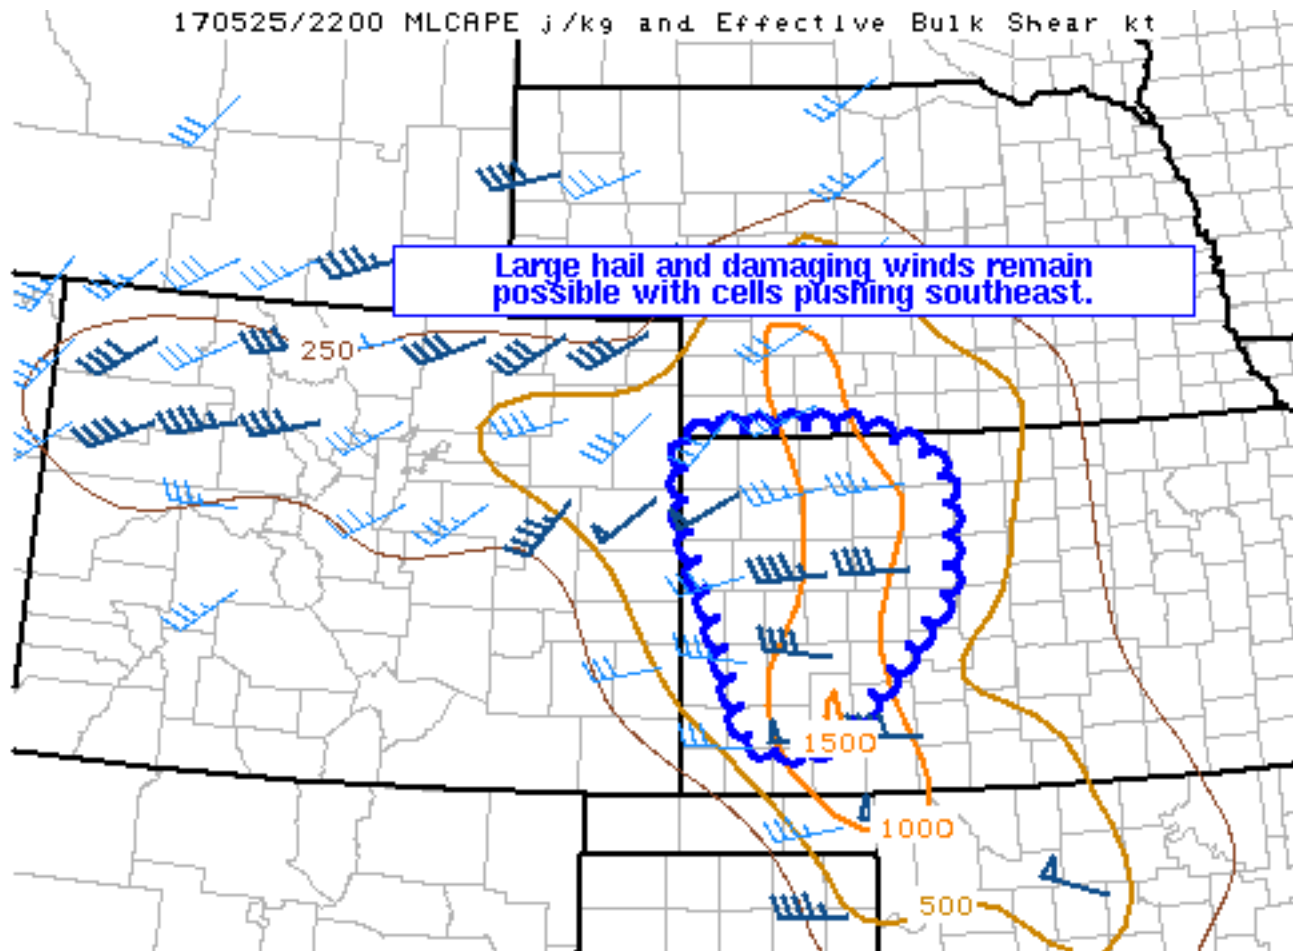 170525/2200 MLCAPE j/kg and Effective Bulk Shear kt
Large hail and damaging winds remain
possible with cells pushing southeast.
250
1500
1000
500